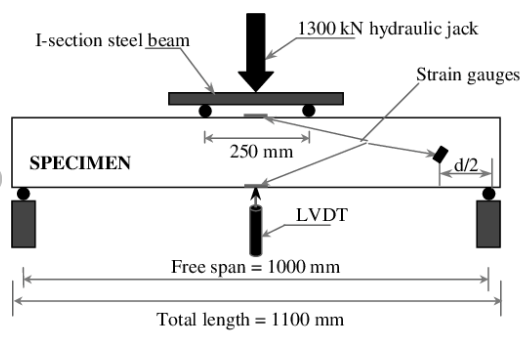 1300 kN hydraulic jack
I-section steel beam
Strain gauges
250 mm
SPECIMEN
d/2
LVDT
Free span = 1000 mm
Total length = 1100 mm